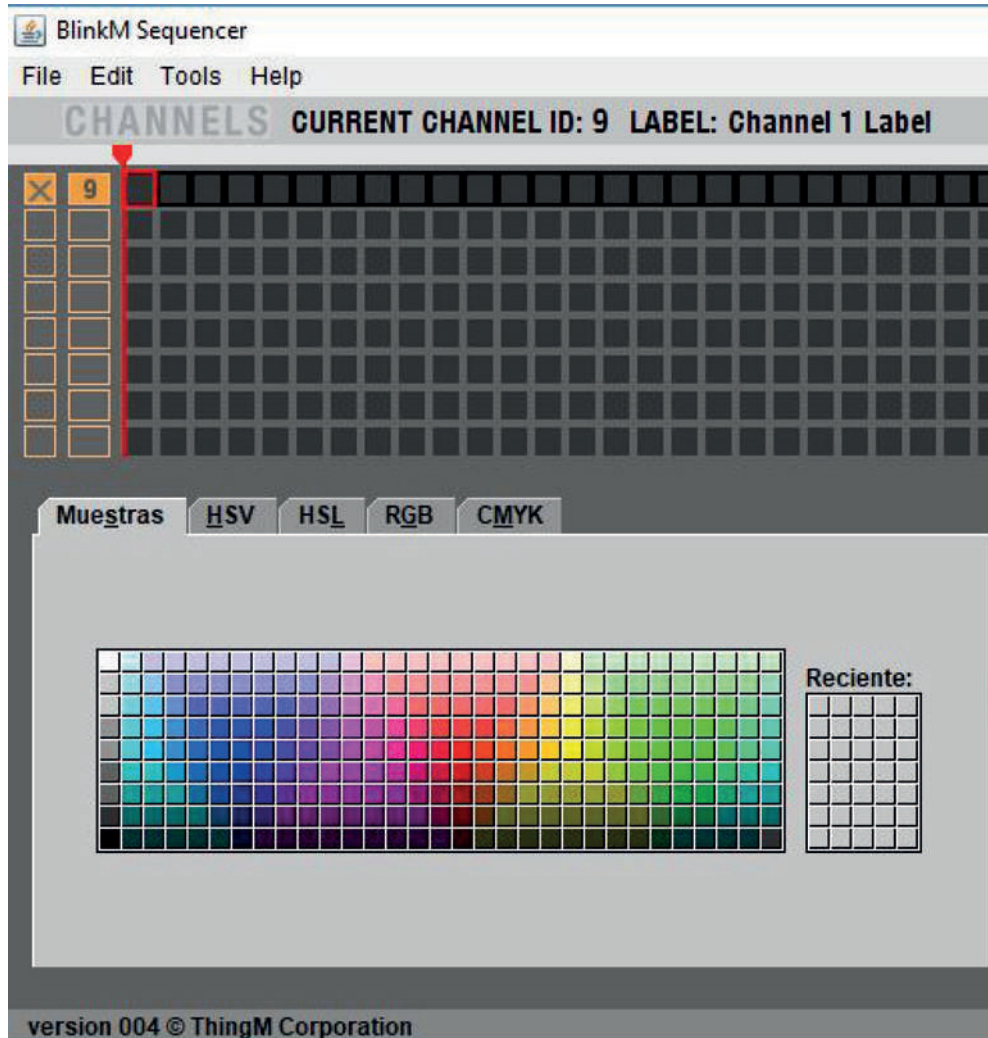 BlinkM Sequencer
File Edit Tools Help
CHANNELS CURRENT CHANNEL ID: 9 LABEL: Channel 1 Label
9
Muestras HSV HSL RGB CMYK
Reciente:
version 004 © ThingM Corporation